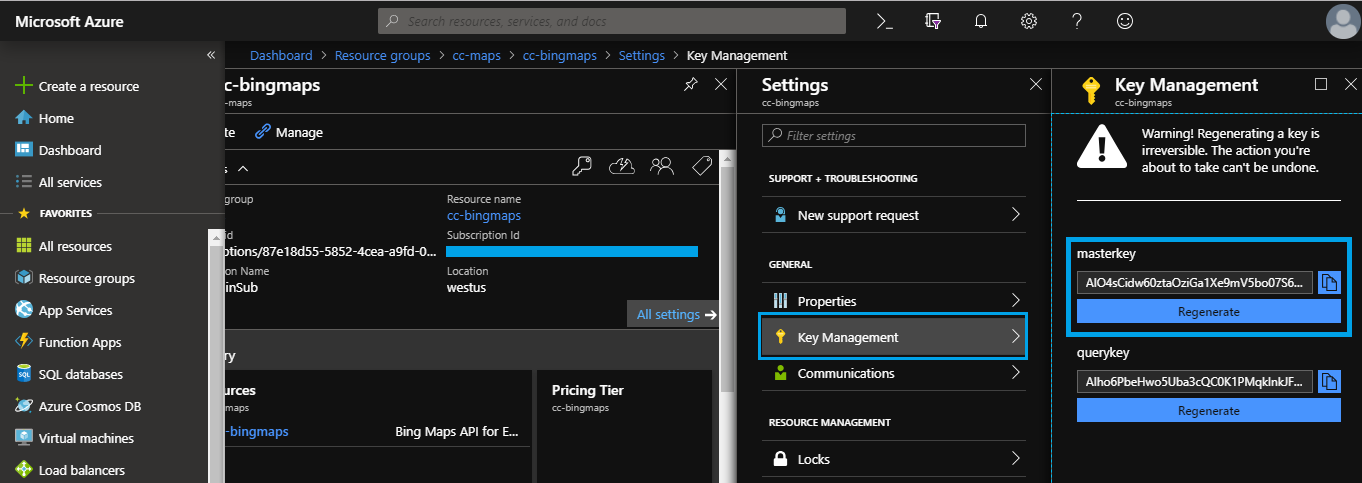 Microsoft Azure
Search resources, services, and docs
Dashboard > Resource groups > cc-maps > cc-bingmaps > Settings > Key Management
«
Create a resource
Home
Dashboard
All services
FAVORITES
All resources
Resource groups
App Services
Function Apps
SQL databases
Azure Cosmos DB
Virtual machines
Load balancers
c-bingmaps
-maps
te
Manage
s
group
Resource name
cc-bingmaps
id
Subscription Id
ptions/87e18d55-5852-4cea-a9fd-0...
on Name
Location
inSub
westus
All settings
ry
urces
maps
-bingmaps
Bing Maps API for E...
Pricing Tier
cc-bingmaps
Settings
cc-bingmaps
Filter settings
SUPPORT + TROUBLESHOOTING
New support request
GENERAL
Properties
Key Management
Communications
RESOURCE MANAGEMENT
Locks
Key Management
cc-bingmaps
Warning! Regenerating a key is
irreversible. The action you're
about to take can't be undone.
masterkey
AlO4sCidw60ztaOziGa1Xe9mV5bo07S6...
Regenerate
querykey
Alho6PbeHwo5Uba3cQC0K1PMqklnkJF...
Regenerate